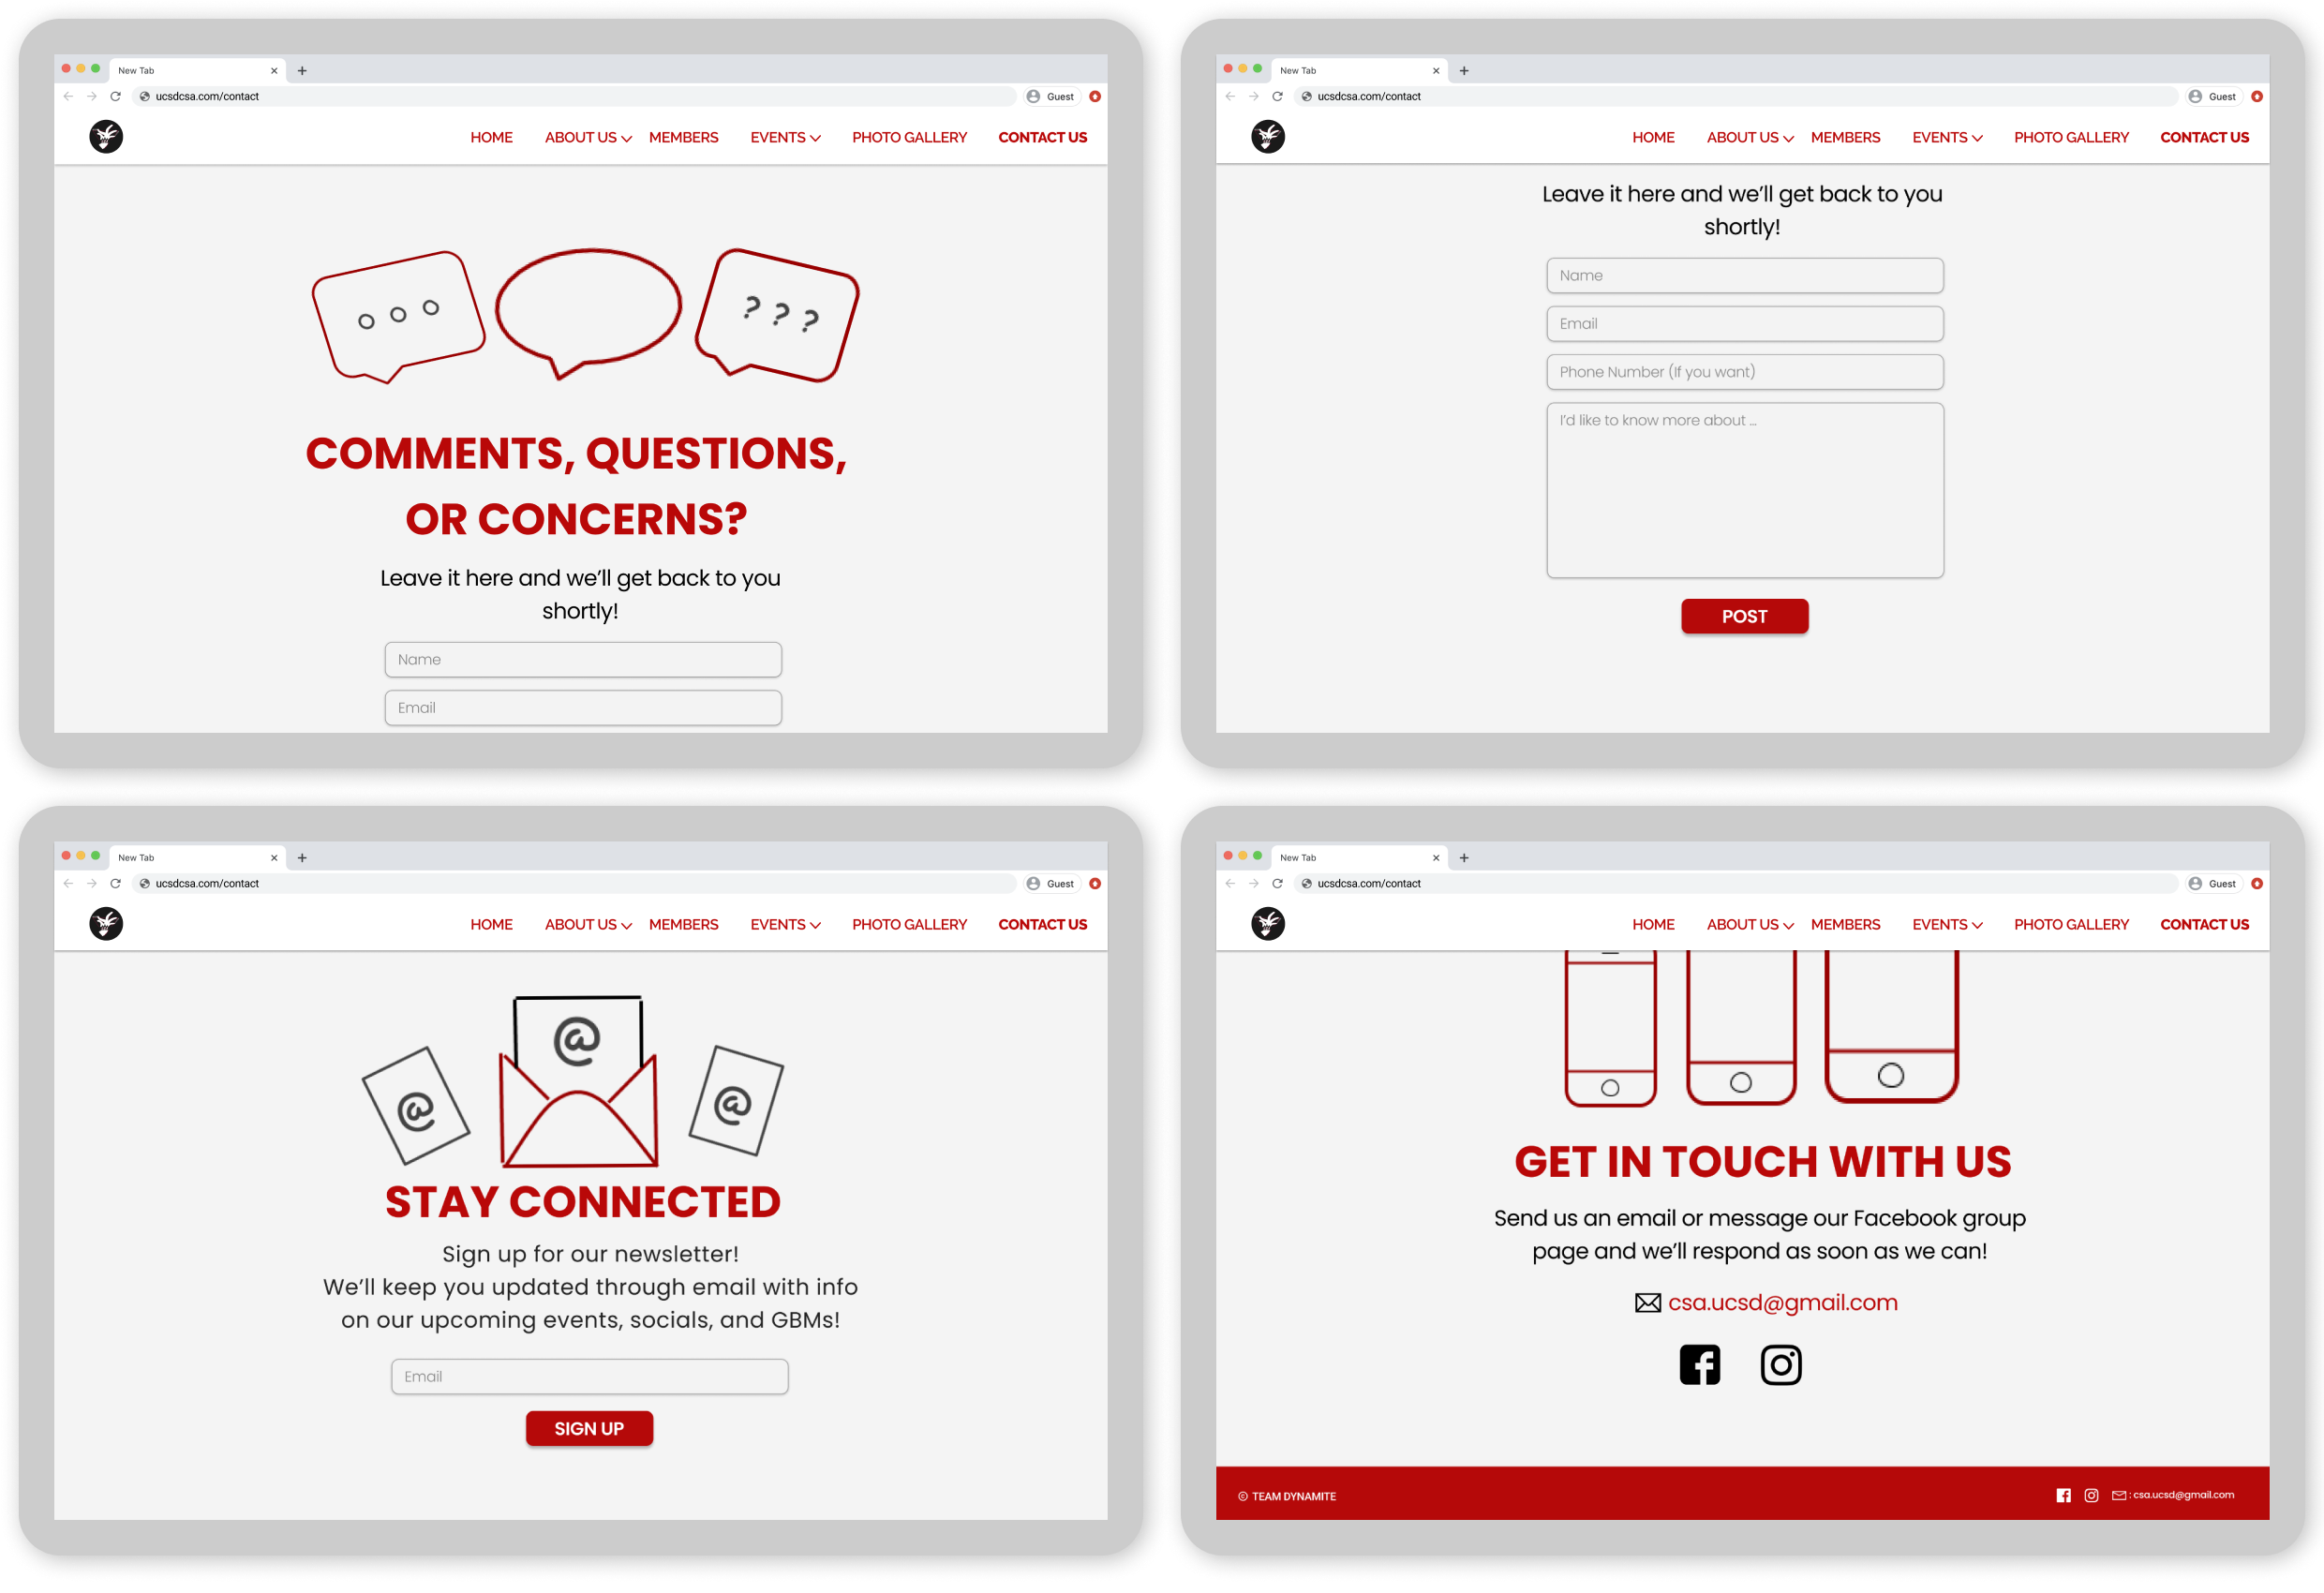 New Tab
ucsdcsa.com/contact
Guest
HOME ABOUT US MEMBERS EVENTS PHOTO GALLERY CONTACT US
???
COMMENTS, QUESTIONS,
OR CONCERNS?
Leave it here and we'll get back to you
shortly!
Name
Email
New Tab
ucsdcsa.com/contact
Guest
HOME ABOUT US MEMBERS EVENTS PHOTO GALLERY CONTACT US
Leave it here and we'll get back to you
shortly!
Name
Email
Phone Number (If you want)
I'd like to know more about ...
POST
New Tab
ucsdcsa.com/contact
Guest
HOME ABOUT US MEMBERS EVENTS PHOTO GALLERY CONTACT US
@
@ @
STAY CONNECTED
Sign up for our newsletter!
We'll keep you updated through email with info
on our upcoming events, socials, and GBMs!
Email
SIGN UP
New Tab
ucsdcsa.com/contact
Guest
HOME ABOUT US MEMBERS EVENTS PHOTO GALLERY CONTACT US
GET IN TOUCH WITH US
Send us an email or message our Facebook group
page and we'll respond as soon as we can!
csa.ucsd@gmail.com
© TEAM DYNAMITE : csa.ucsd@gmail.com